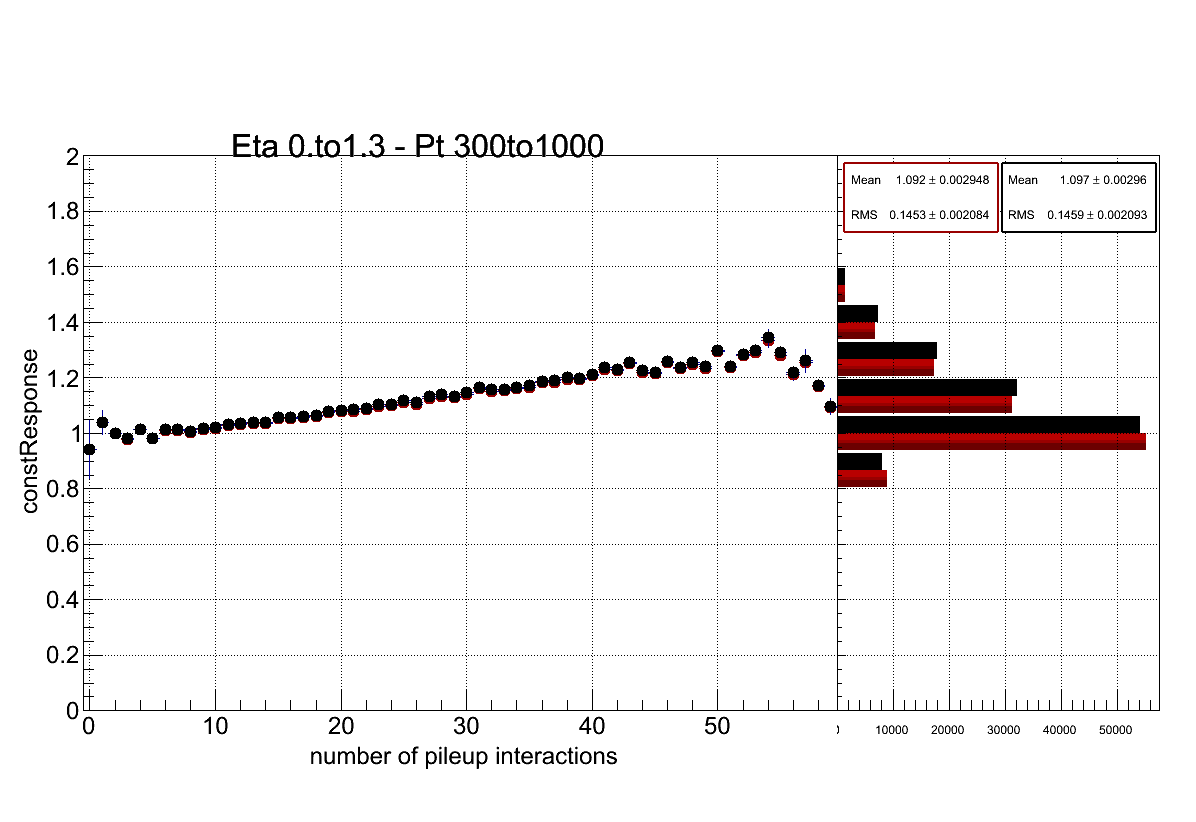 Eta 0.to1.3 - Pt 300to1000
2
1.8
1.6
1.4
1.2
1
0.8
0.6
0.4
0.2
0
constResponse
0 10 20 30 40 50
number of pileup interactions
Mean 1.092 ± 0.002948
RMS 0.1453 ± 0.002084
Mean 1.097 ± 0.00296
RMS 0.1459 ± 0.002093
10000 20000 30000 40000 50000